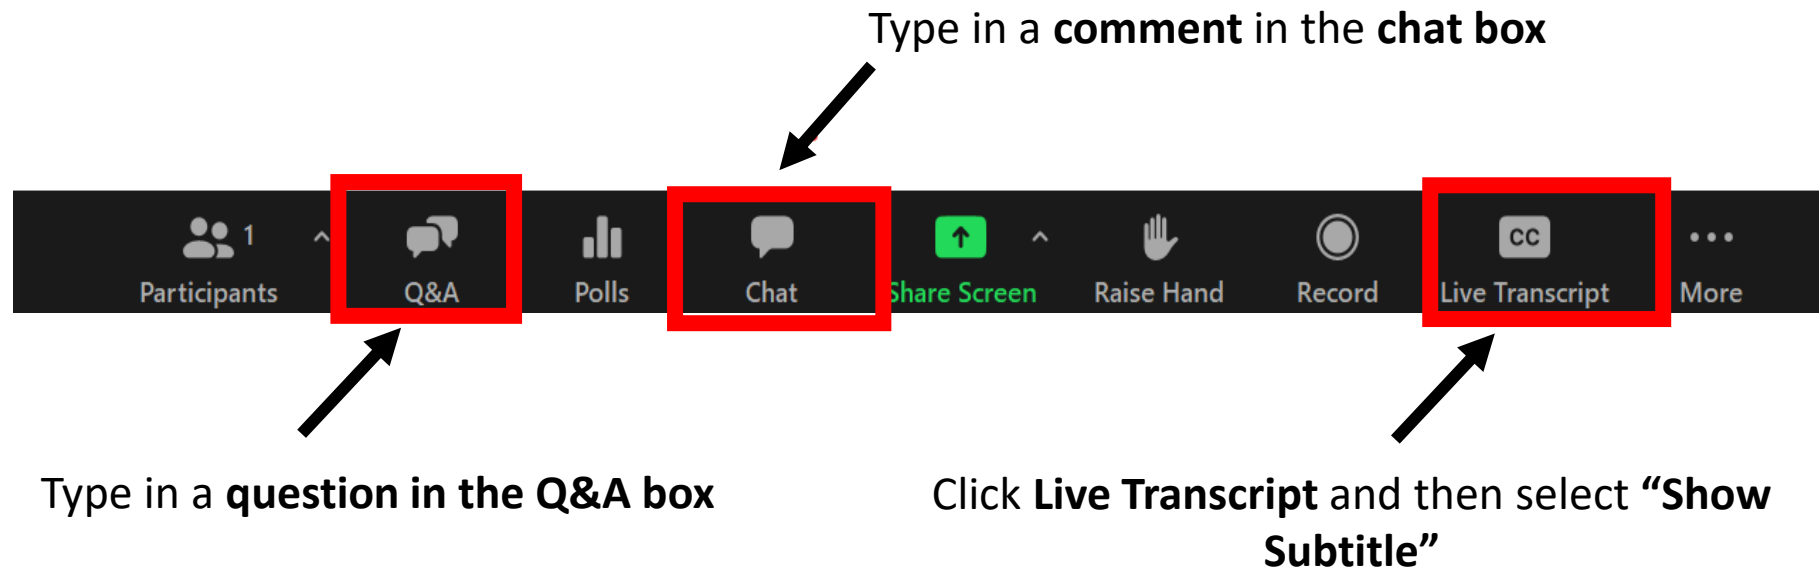 Type in a comment in the chat box
1
Participants
Q&A
Polls
Chat
Share Screen
Raise Hand
Record
CC
Live Transcript
More
Type in a question in the Q&A box
Click Live Transcript and then select “Show
Subtitle”